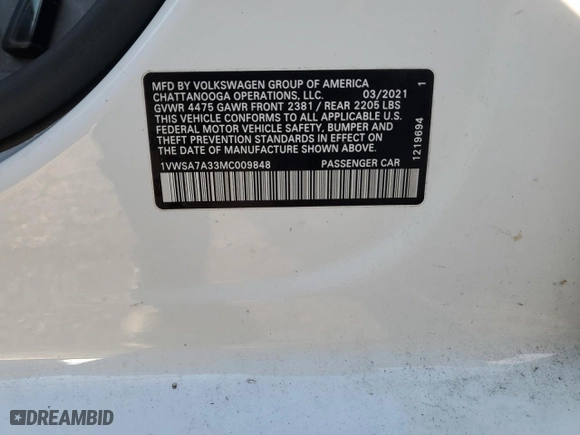 MFD BY VOLKSWAGEN GROUP OF AMERICA
CHATTANOOGA OPERATIONS, LLC. 03/2021
GVWR 4475 GAWR FRONT 2381 / REAR 2205 LBS
THIS VEHICLE CONFORMS TO ALL APPLICABLE U.S.
FEDERAL MOTOR VEHICLE SAFETY, BUMPER AND
THEFT PREVENTION STANDARDS IN EFFECT ON THE
DATE OF MANUFACTURE SHOWN ABOVE.
1VWSA7A33MC009848 PASSENGER CAR
1219694 1
DREAMBID